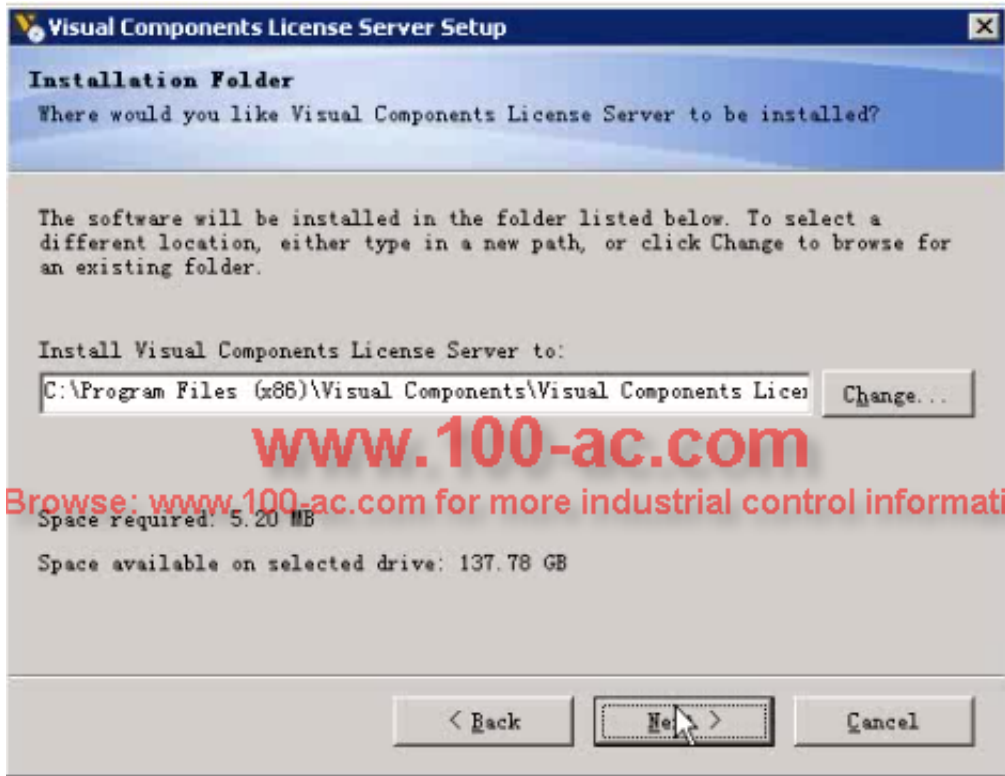 Visual Components License Server Setup
Installation Folder
Where would you like Visual Components License Server to be installed?
The software will be installed in the folder listed below. To select a
different location, either type in a new path, or click Change to browse for
an existing folder.
Install Visual Components License Server to:
C:\Program Files (x86)\Visual Components\Visual Components Licen
Change...
www.100-ac.com
Browse: www.100-ac.com for more industrial control informati
Space required: 5.20 MB
Space available on selected drive: 137.78 GB
< Back
Next >
Cancel